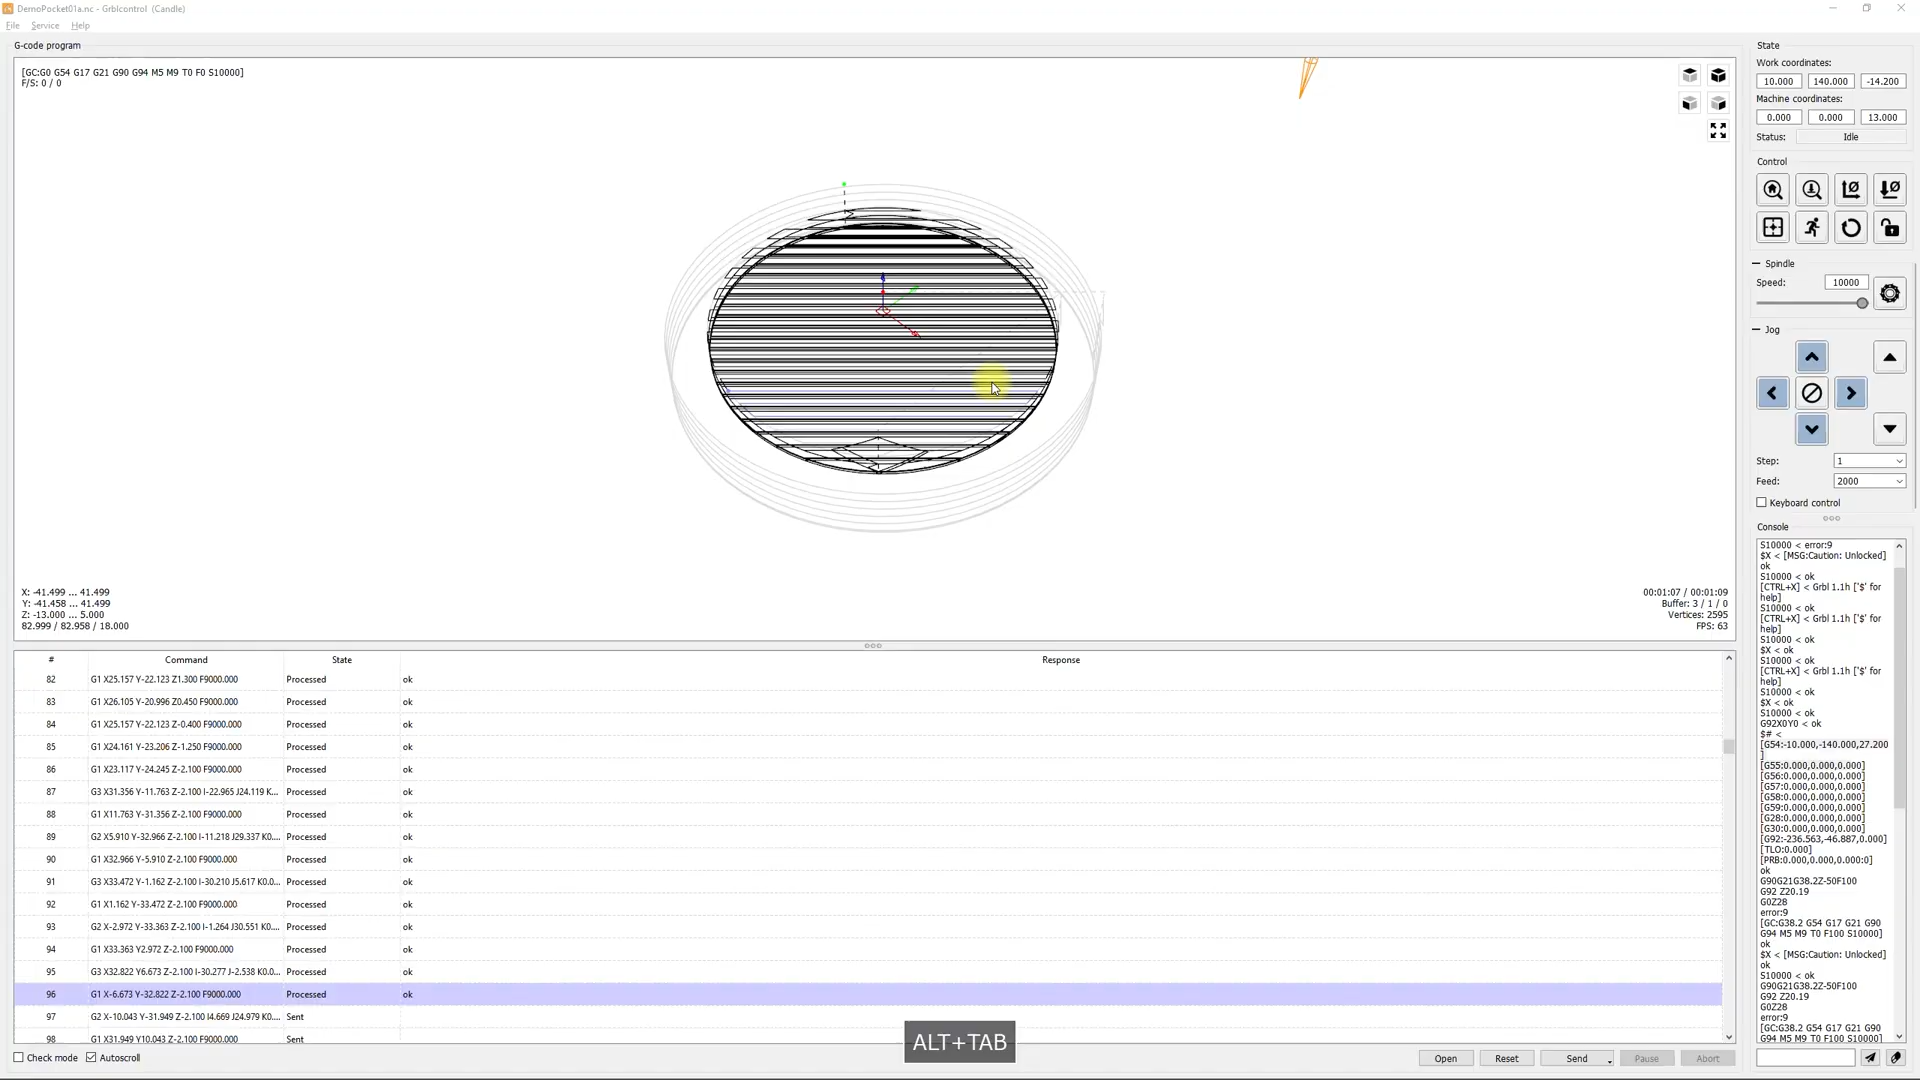 DemoPocket01a.nc - Grblcontrol (Candle)
File Service Help
G-code program
[GC:G0 G54 G17 G21 G90 G94 M5 M9 T0 F0 S10000]
F/S: 0 / 0
X: -41.499 ... 41.499
Y: -41.458 ... 41.499
Z: -13.000 ... 5.000
82.999 / 82.958 / 18.000
00:01:07 / 00:01:09
Buffer: 3 / 1 / 0
Vertices: 2595
FPS: 63
# Command State Response
82 G1 X25.157 Y-22.123 Z1.300 F9000.000 Processed ok
83 G1 X26.105 Y-20.996 Z0.450 F9000.000 Processed ok
84 G1 X25.157 Y-22.123 Z-0.400 F9000.000 Processed ok
85 G1 X24.161 Y-23.206 Z-1.250 F9000.000 Processed ok
86 G1 X23.117 Y-24.245 Z-2.100 F9000.000 Processed ok
87 G3 X31.356 Y-11.763 Z-2.100 I-22.965 J24.119 K... Processed ok
88 G1 X11.763 Y-31.356 Z-2.100 F9000.000 Processed ok
89 G2 X5.910 Y-32.966 Z-2.100 I-11.218 J29.337 K0.... Processed ok
90 G1 X32.966 Y-5.910 Z-2.100 F9000.000 Processed ok
91 G3 X33.472 Y-1.162 Z-2.100 I-30.210 J5.617 K0.0... Processed ok
92 G1 X1.162 Y-33.472 Z-2.100 F9000.000 Processed ok
93 G2 X-2.972 Y-33.363 Z-2.100 I-1.264 J30.551 K0.... Processed ok
94 G1 X33.363 Y2.972 Z-2.100 F9000.000 Processed ok
95 G3 X32.822 Y6.673 Z-2.100 I-30.277 J-2.538 K0.0... Processed ok
96 G1 X-6.673 Y-32.822 Z-2.100 F9000.000 Processed ok
97 G2 X-10.043 Y-31.949 Z-2.100 I4.669 J24.979 K0.... Sent
98 G1 X31.949 Y10.043 Z-2.100 F9000.000 Sent
ALT+TAB
Check mode Autoscroll Open Reset Send Pause Abort
State
Work coordinates:
10.000 140.000 -14.200
Machine coordinates:
0.000 0.000 13.000
Status: Idle
Control
Spindle
Speed: 10000
Jog
Step: 1
Feed: 2000
Keyboard control
Console
S10000 < error:9
$X < [MSG:Caution: Unlocked]
ok
S10000 < ok
[CTRL+X] < Grbl 1.1h ['$' for
help]
S10000 < ok
[CTRL+X] < Grbl 1.1h ['$' for
help]
S10000 < ok
$X < ok
S10000 < ok
[CTRL+X] < Grbl 1.1h ['$' for
help]
S10000 < ok
$X < ok
S10000 < ok
G92X0Y0 < ok
$# <
[G54:-10.000,-140.000,27.200
]
[G55:0.000,0.000,0.000]
[G56:0.000,0.000,0.000]
[G57:0.000,0.000,0.000]
[G58:0.000,0.000,0.000]
[G59:0.000,0.000,0.000]
[G28:0.000,0.000,0.000]
[G30:0.000,0.000,0.000]
[G92:-236.563,-46.887,0.000]
[TLO:0.000]
[PRB:0.000,0.000,0.000:0]
ok
G90G21G38.2Z-50F100
G92 Z20.19
G0Z28
error:9
[GC:G38.2 G54 G17 G21 G90
G94 M5 M9 T0 F100 S10000]
ok
$X < [MSG:Caution: Unlocked]
ok
S10000 < ok
G90G21G38.2Z-50F100
G92 Z20.19
G0Z28
error:9
[GC:G38.2 G54 G17 G21 G90
G94 M5 M9 T0 F100 S10000]